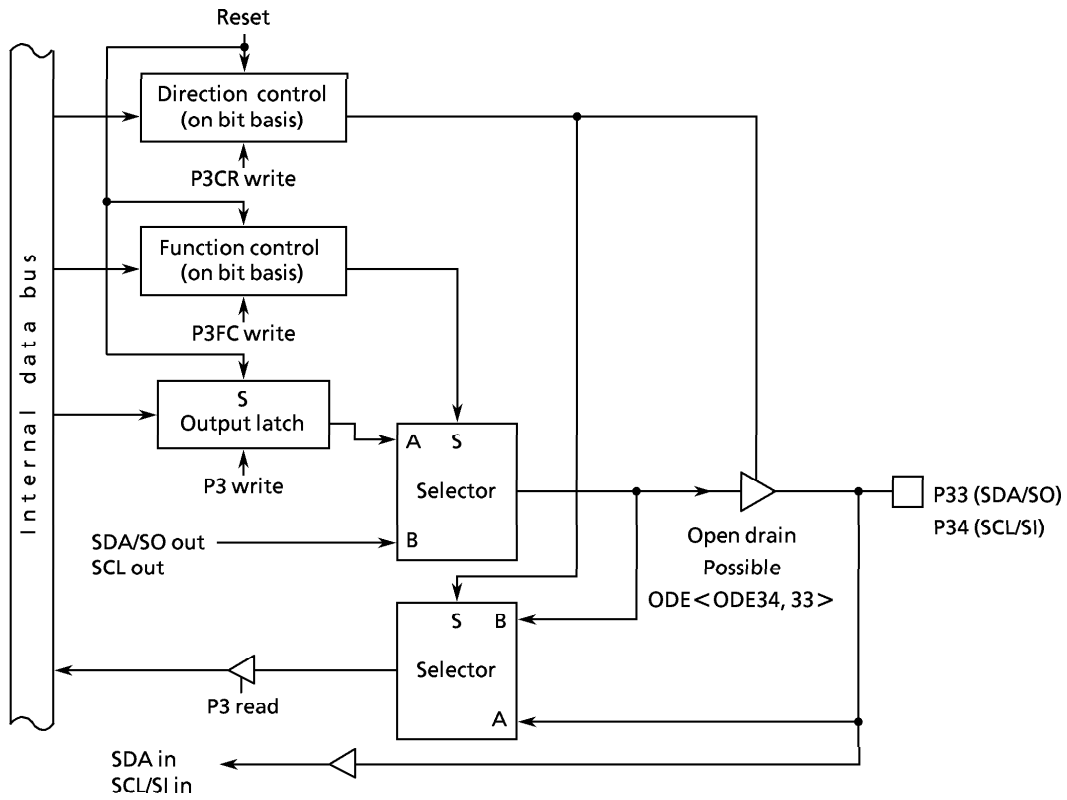 Reset
Direction control
(on bit basis)
P3CR write
Function control
(on bit basis)
P3FC write
Internal data bus
S
Output latch
P3 write
A S
Selector
B
SDA/SO out
SCL out
P33 (SDA/SO)
P34 (SCL/SI)
Open drain
Possible
ODE<ODE34, 33>
S B
Selector
A
P3 read
SDA in
SCL/SI in